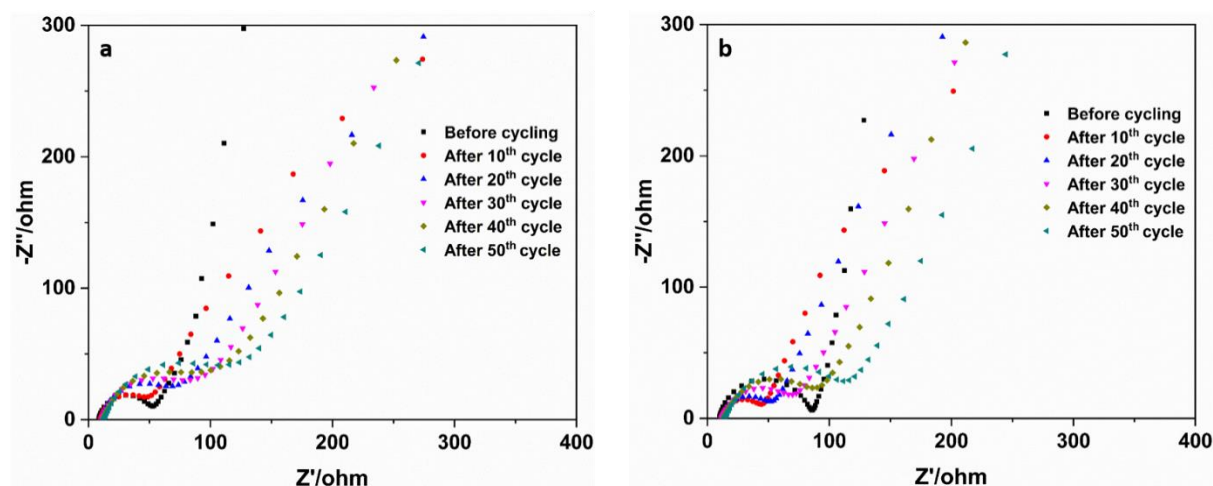 300
a
Before cycling
After 10th cycle
After 20th cycle
After 30th cycle
After 40th cycle
After 50th cycle
200
100
0
0
100
200
300
400
-Z"/ohm
Z'/ohm
300
b
Before cycling
After 10th cycle
After 20th cycle
After 30th cycle
After 40th cycle
After 50th cycle
200
100
0
0
100
200
300
400
-Z"/ohm
Z'/ohm